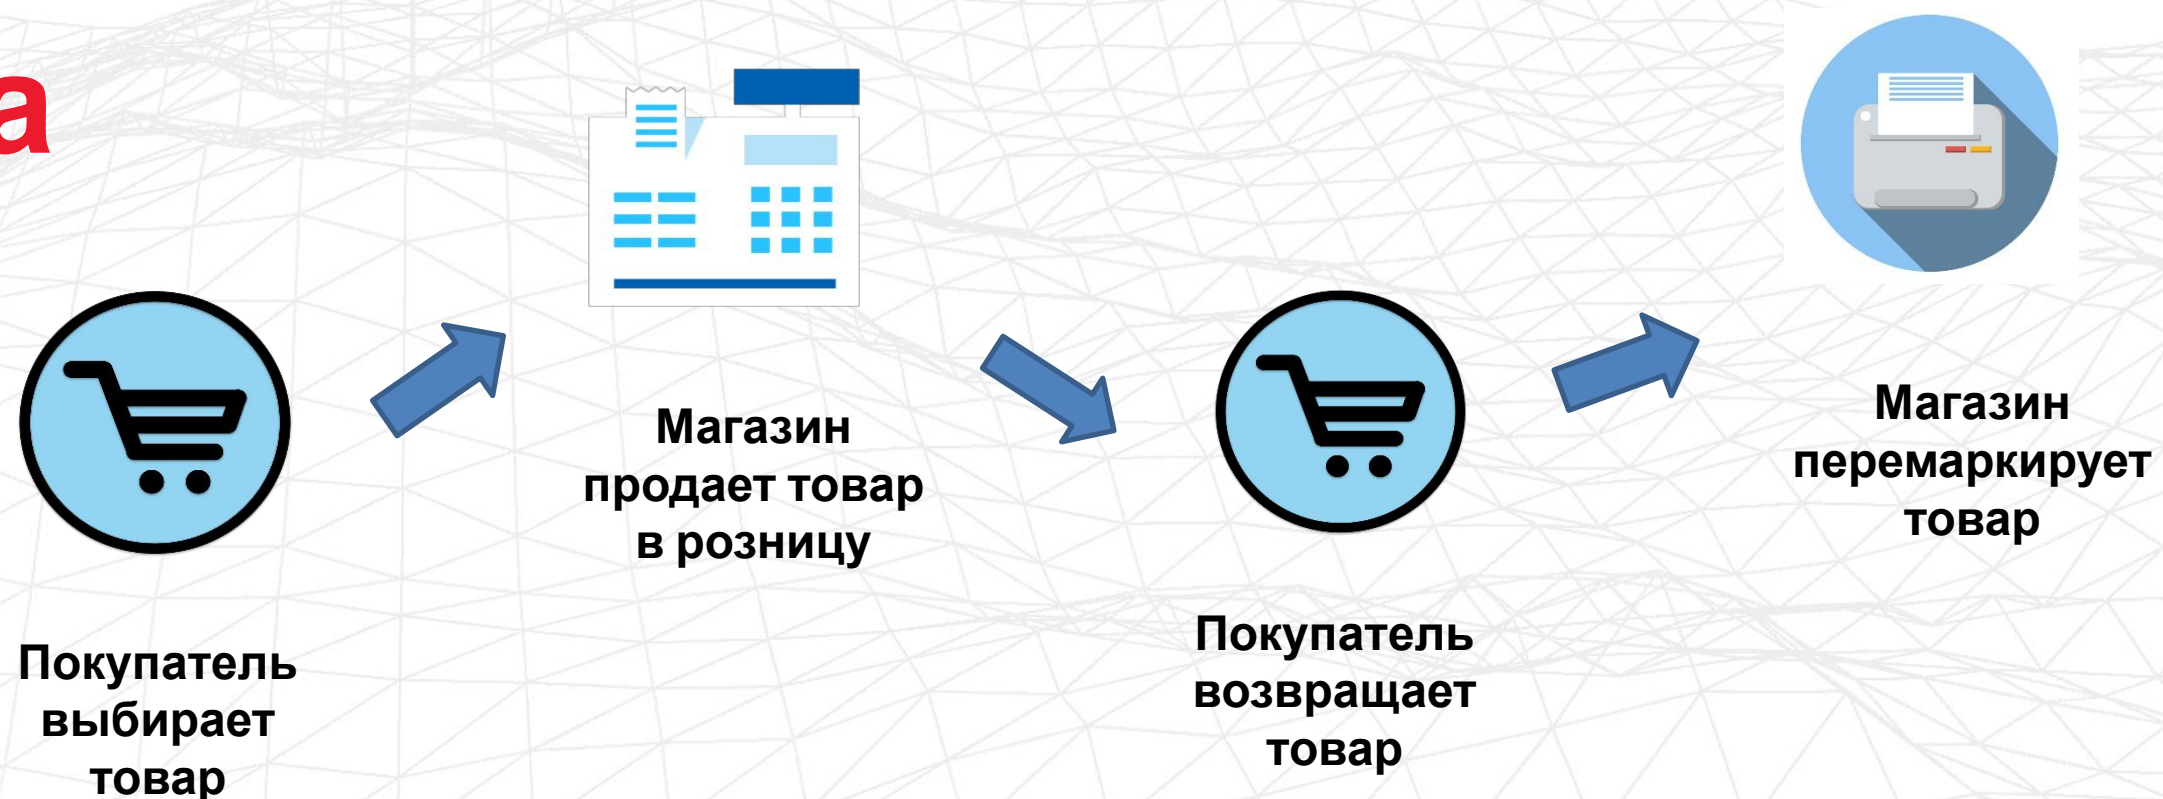 а
Покупатель
выбирает
товар
Магазин
продает товар
в розницу
Покупатель
возвращает
товар
Магазин
перемаркирует
товар